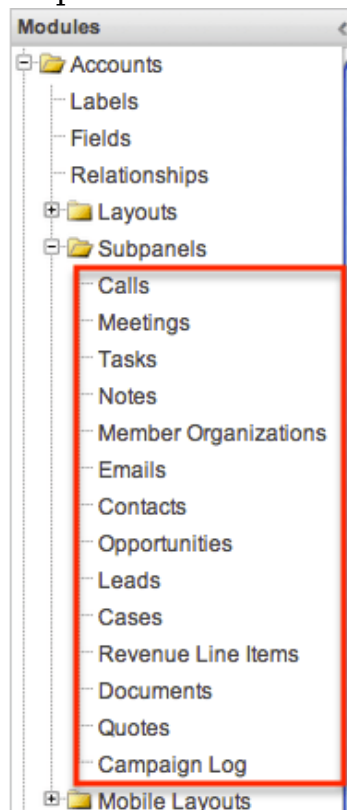 Modules
Accounts
Labels
Fields
Relationships
Layouts
Subpanels
Calls
Meetings
Tasks
Notes
Member Organizations
Emails
Contacts
Opportunities
Leads
Cases
Revenue Line Items
Documents
Quotes
Campaign Log
Mobile Layouts